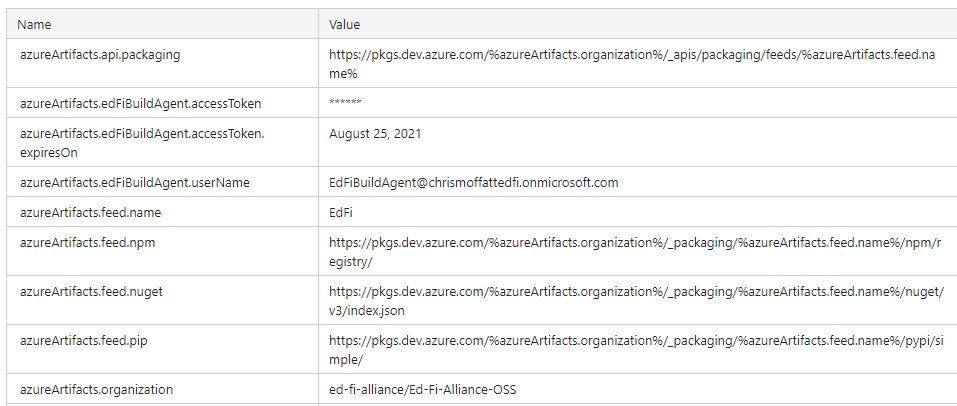 Name Value
azureArtifacts.api.packaging https://pkgs.dev.azure.com/%azureArtifacts.organization%/_apis/packaging/feeds/%azureArtifacts.feed.na
me%
azureArtifacts.edFiBuildAgent.accessToken ******
azureArtifacts.edFiBuildAgent.accessToken. August 25, 2021
expiresOn
azureArtifacts.edFiBuildAgent.userName EdFiBuildAgent@chrismoffattedfi.onmicrosoft.com
azureArtifacts.feed.name EdFi
azureArtifacts.feed.npm https://pkgs.dev.azure.com/%azureArtifacts.organization%/_packaging/%azureArtifacts.feed.name%/npm/r
egistry/
azureArtifacts.feed.nuget https://pkgs.dev.azure.com/%azureArtifacts.organization%/_packaging/%azureArtifacts.feed.name%/nuget/
v3/index.json
azureArtifacts.feed.pip https://pkgs.dev.azure.com/%azureArtifacts.organization%/_packaging/%azureArtifacts.feed.name%/pypi/si
mple/
azureArtifacts.organization ed-fi-alliance/Ed-Fi-Alliance-OSS